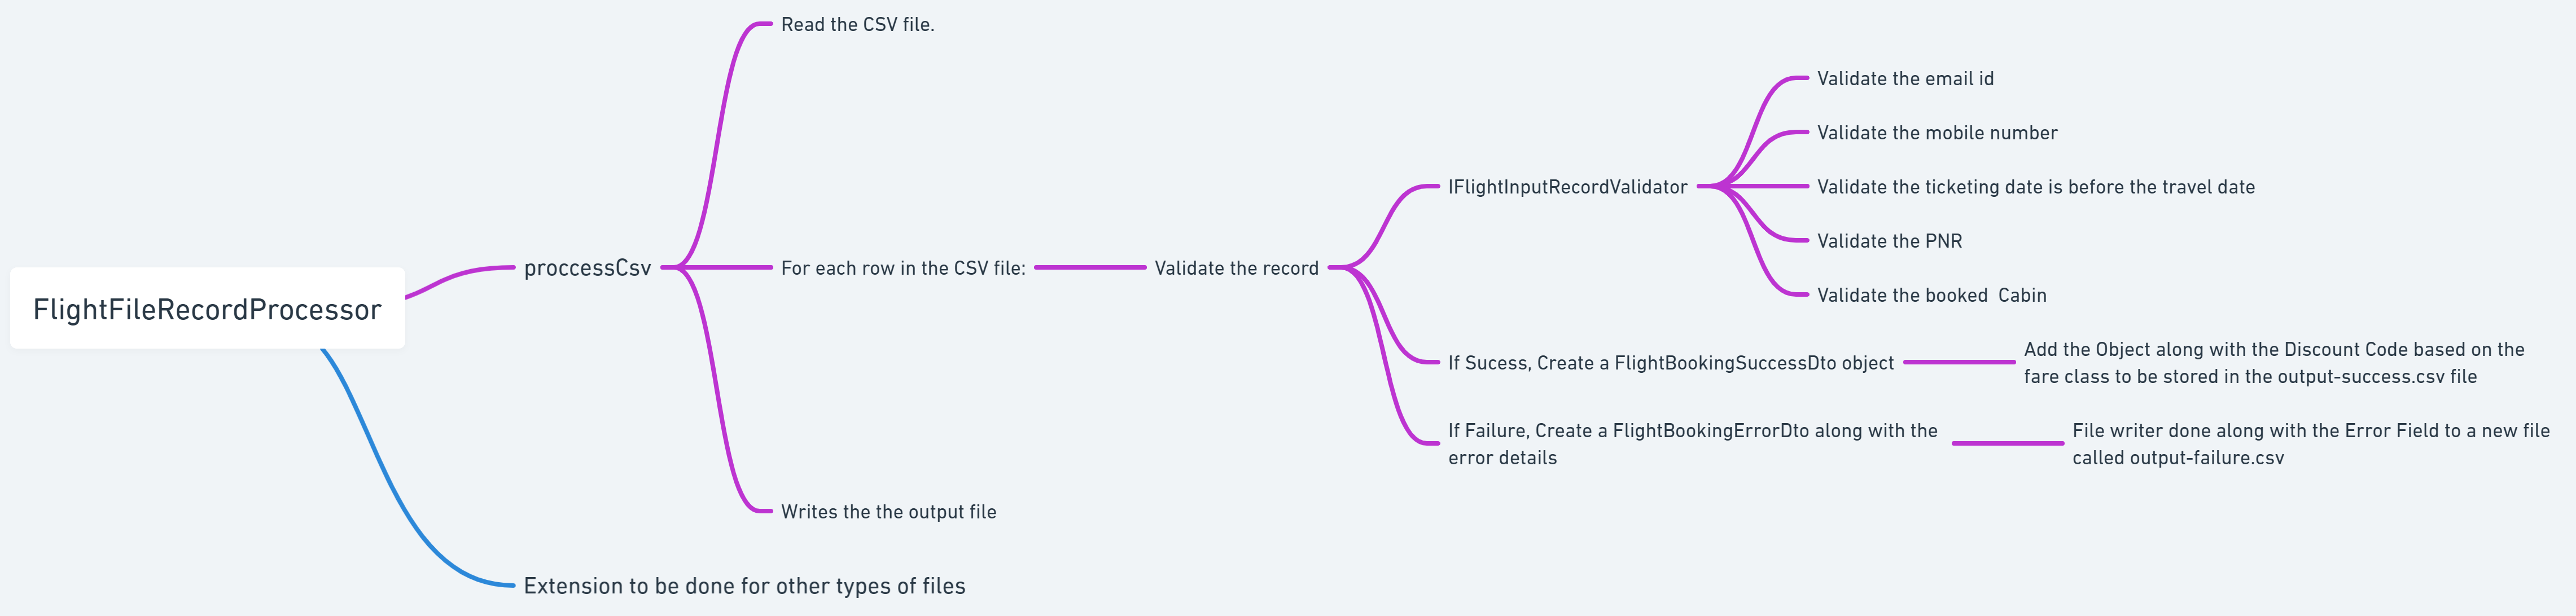 FlightFileRecordProcessor
proccessCsv
Read the CSV file.
For each row in the CSV file:
Validate the record
IFlightInputRecordValidator
Validate the email id
Validate the mobile number
Validate the ticketing date is before the travel date
Validate the PNR
Validate the booked  Cabin
If Sucess, Create a FlightBookingSuccessDto object
Add the Object along with the Discount Code based on the
fare class to be stored in the output-success.csv file
If Failure, Create a FlightBookingErrorDto along with the
error details
File writer done along with the Error Field to a new file
called output-failure.csv
Writes the the output file
Extension to be done for other types of files